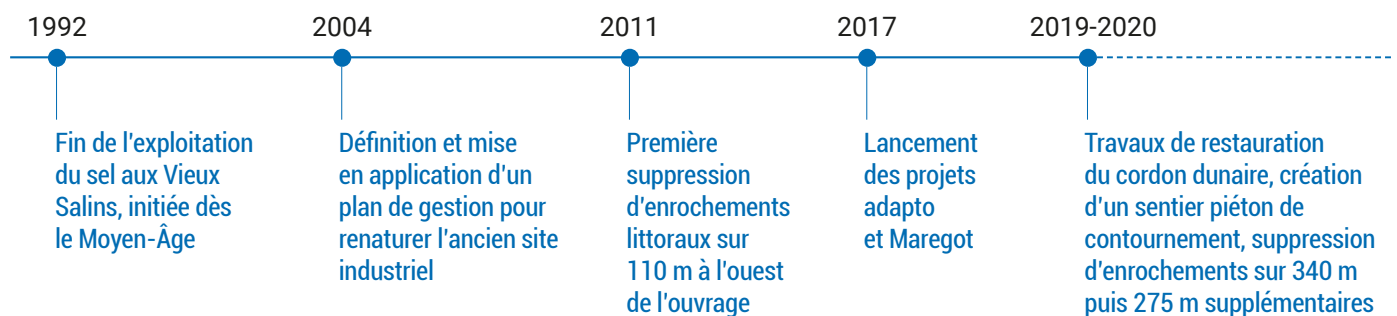 1992
Fin de l'exploitation
du sel aux Vieux
Salins, initiée dès
le Moyen-Âge
2004
Définition et mise
en application d'un
plan de gestion pour
renaturer l'ancien site
industriel
2011
Première
suppression
d'enrochements
littoraux sur
110 m à l'ouest
de l'ouvrage
2017
Lancement
des projets
adapto
et Maregot
2019-2020
Travaux de restauration
du cordon dunaire, création
d'un sentier piéton de
contournement, suppression
d'enrochements sur 340 m
puis 275 m supplémentaires